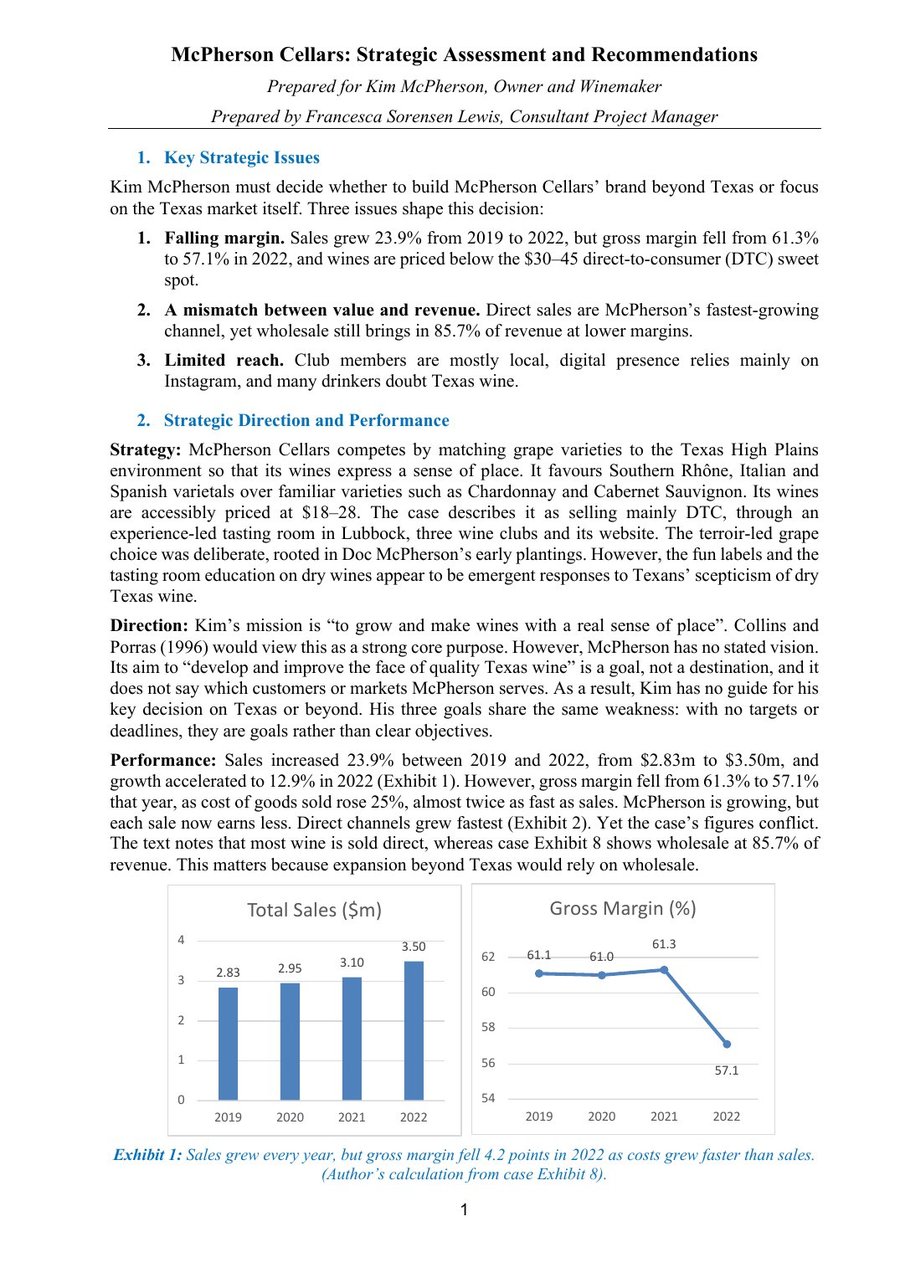 McPherson Cellars: Strategic Assessment and Recommendations
Prepared for Kim McPherson, Owner and Winemaker
Prepared by Francesca Sorensen Lewis, Consultant Project Manager
1. Key Strategic Issues
Kim McPherson must decide whether to build McPherson Cellars’ brand beyond Texas or focus
on the Texas market itself. Three issues shape this decision:
1. Falling margin. Sales grew 23.9% from 2019 to 2022, but gross margin fell from 61.3%
to 57.1% in 2022, and wines are priced below the $30–45 direct-to-consumer (DTC) sweet
spot.
2. A mismatch between value and revenue. Direct sales are McPherson’s fastest-growing
channel, yet wholesale still brings in 85.7% of revenue at lower margins.
3. Limited reach. Club members are mostly local, digital presence relies mainly on
Instagram, and many drinkers doubt Texas wine.
2. Strategic Direction and Performance
Strategy: McPherson Cellars competes by matching grape varieties to the Texas High Plains
environment so that its wines express a sense of place. It favours Southern Rhône, Italian and
Spanish varietals over familiar varieties such as Chardonnay and Cabernet Sauvignon. Its wines
are accessibly priced at $18–28. The case describes it as selling mainly DTC, through an
experience-led tasting room in Lubbock, three wine clubs and its website. The terroir-led grape
choice was deliberate, rooted in Doc McPherson’s early plantings. However, the fun labels and the
tasting room education on dry wines appear to be emergent responses to Texans’ scepticism of dry
Texas wine.
Direction: Kim’s mission is “to grow and make wines with a real sense of place”. Collins and
Porras (1996) would view this as a strong core purpose. However, McPherson has no stated vision.
Its aim to “develop and improve the face of quality Texas wine” is a goal, not a destination, and it
does not say which customers or markets McPherson serves. As a result, Kim has no guide for his
key decision on Texas or beyond. His three goals share the same weakness: with no targets or
deadlines, they are goals rather than clear objectives.
Performance: Sales increased 23.9% between 2019 and 2022, from $2.83m to $3.50m, and
growth accelerated to 12.9% in 2022 (Exhibit 1). However, gross margin fell from 61.3% to 57.1%
that year, as cost of goods sold rose 25%, almost twice as fast as sales. McPherson is growing, but
each sale now earns less. Direct channels grew fastest (Exhibit 2). Yet the case’s figures conflict.
The text notes that most wine is sold direct, whereas case Exhibit 8 shows wholesale at 85.7% of
revenue. This matters because expansion beyond Texas would rely on wholesale.
Total Sales ($m)
4
3
2
1
0
2.83
2.95
3.10
3.50
2019 2020 2021 2022
Gross Margin (%)
62
60
58
56
54
61.1
61.0
61.3
57.1
2019 2020 2021 2022
Exhibit 1: Sales grew every year, but gross margin fell 4.2 points in 2022 as costs grew faster than sales.
(Author’s calculation from case Exhibit 8).
1